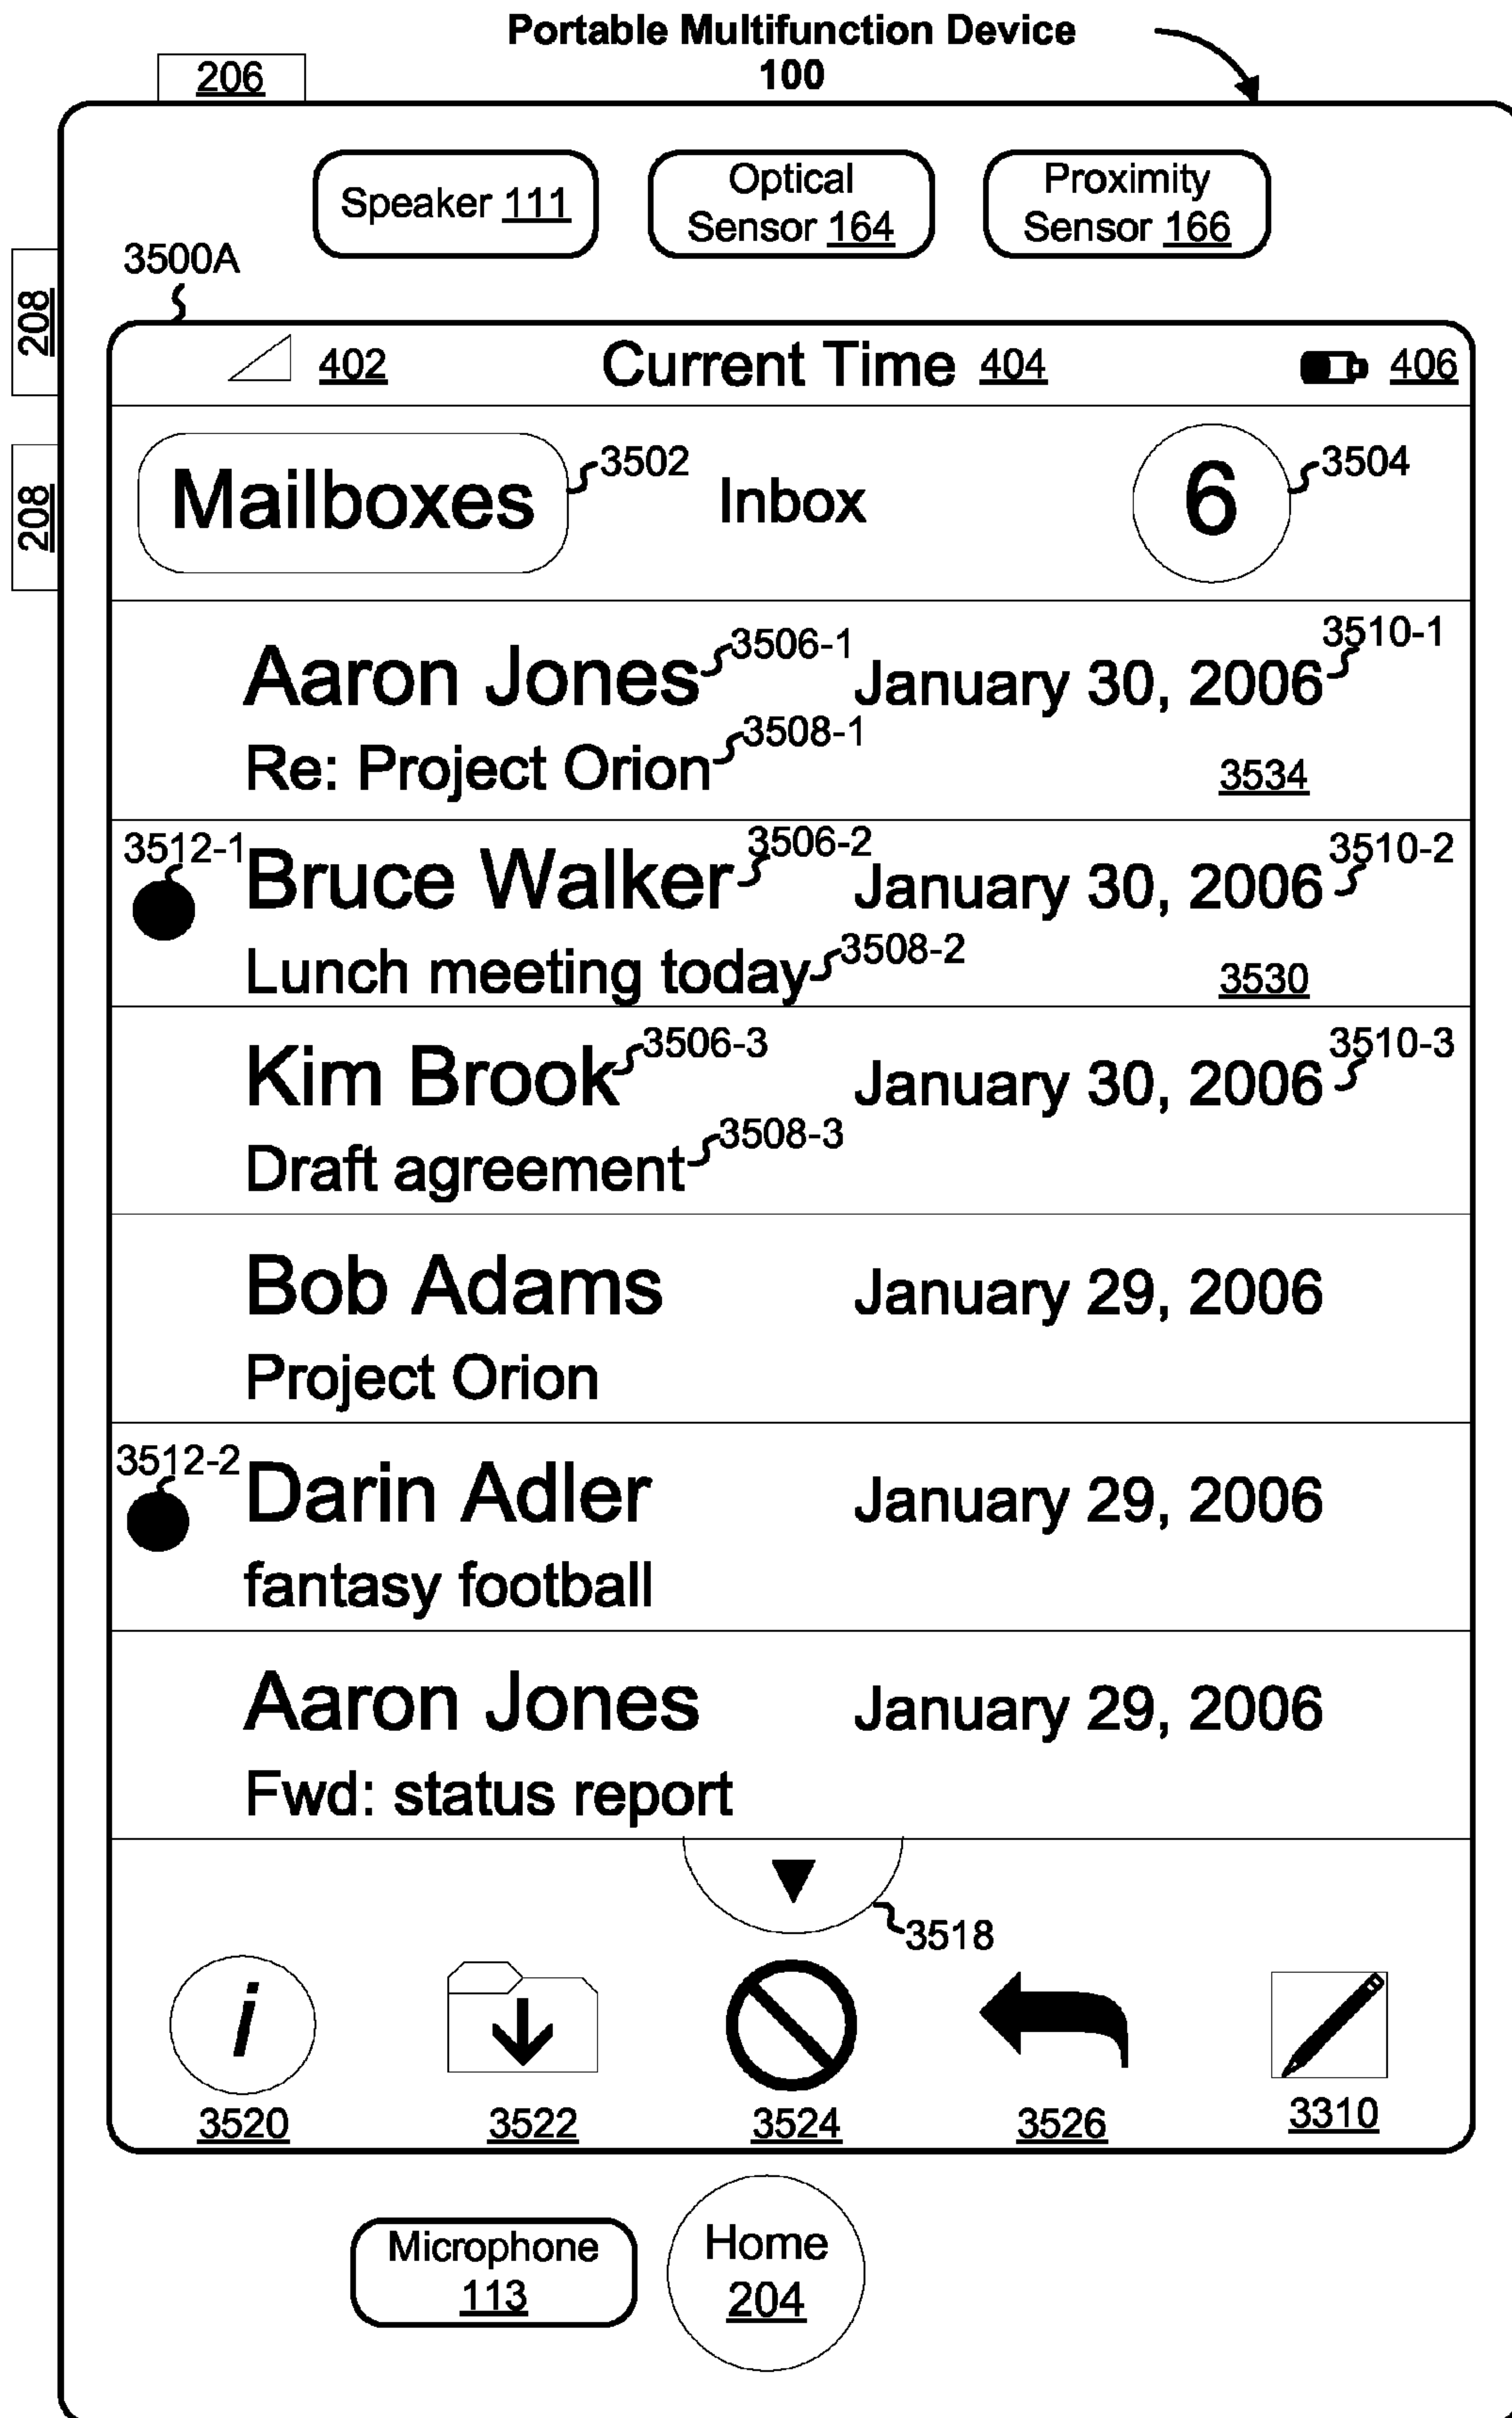 Portable Multifunction Device
100
206
Speaker 111
Optical
Sensor 164
Proximity
Sensor 166
3500A
208
208
402 Current Time 404 406
Mailboxes 3502 Inbox 6 3504
Aaron Jones 3506-1 January 30, 2006 3510-1
Re: Project Orion 3508-1 3534
3512-1 Bruce Walker 3506-2 January 30, 2006 3510-2
Lunch meeting today 3508-2 3530
Kim Brook 3506-3 January 30, 2006 3510-3
Draft agreement 3508-3
Bob Adams January 29, 2006
Project Orion
3512-2 Darin Adler January 29, 2006
fantasy football
Aaron Jones January 29, 2006
Fwd: status report
3518
i
3520 3522 3524 3526 3310
Microphone
113
Home
204